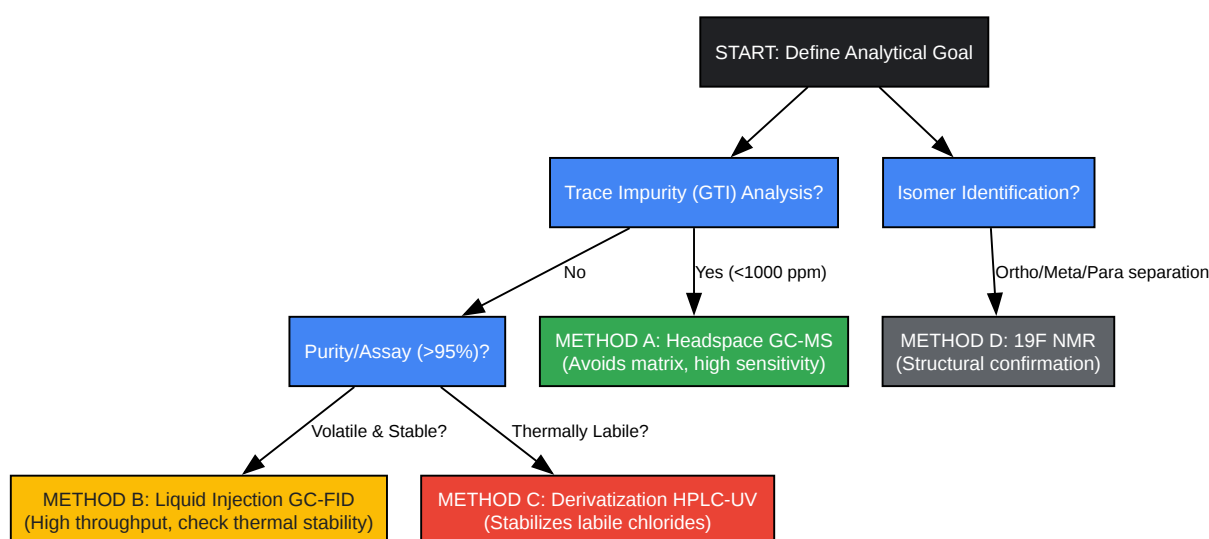 START: Define Analytical Goal
Trace Impurity (GTI) Analysis?
Isomer Identification?
No
Yes (<1000 ppm)
Ortho/Meta/Para separation
Purity/Assay (>95%)?
METHOD A: Headspace GC-MS
(Avoids matrix, high sensitivity)
METHOD D: 19F NMR
(Structural confirmation)
Volatile & Stable?
Thermally Labile?
METHOD B: Liquid Injection GC-FID
(High throughput, check thermal stability)
METHOD C: Derivatization HPLC-UV
(Stabilizes labile chlorides)